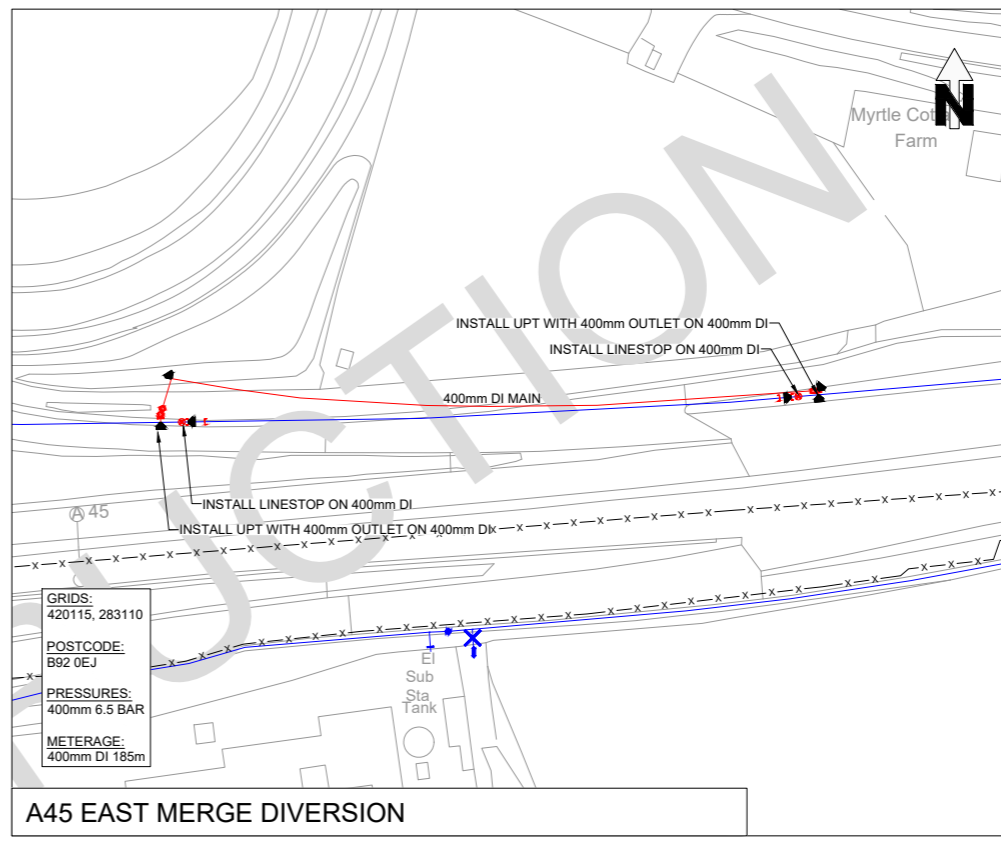 N
Myrtle Cot
Farm
INSTALL UPT WITH 400mm OUTLET ON 400mm DI
INSTALL LINESTOP ON 400mm DI
400mm DI MAIN
INSTALL LINESTOP ON 400mm DI
INSTALL UPT WITH 400mm OUTLET ON 400mm DI
A 45
UCTION
GRIDS:
420115, 283110
POSTCODE:
B92 0EJ
PRESSURES:
400mm 6.5 BAR
METERAGE:
400mm DI 185m
El
Sub
Sta
Tank
A45 EAST MERGE DIVERSION